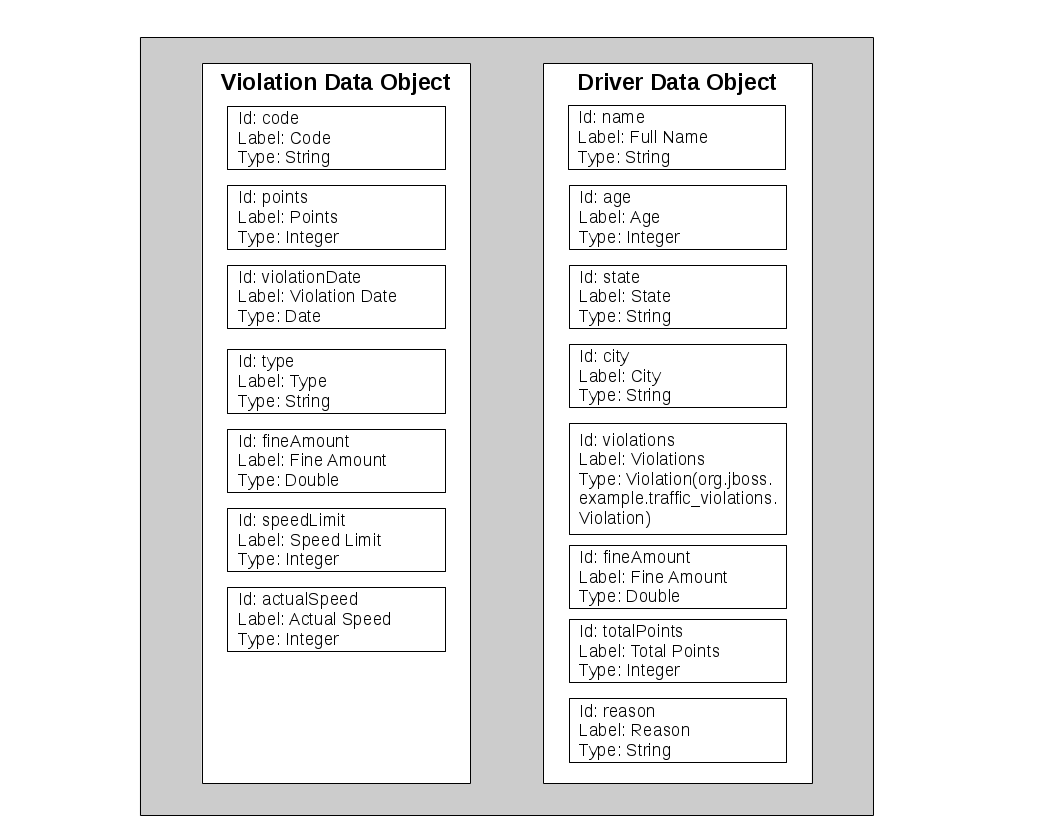 Violation Data Object
Id: code
Label: Code
Type: String
Id: points
Label: Points
Type: Integer
Id: violationDate
Label: Violation Date
Type: Date
Id: type
Label: Type
Type: String
Id: fineAmount
Label: Fine Amount
Type: Double
Id: speedLimit
Label: Speed Limit
Type: Integer
Id: actualSpeed
Label: Actual Speed
Type: Integer
Driver Data Object
Id: name
Label: Full Name
Type: String
Id: age
Label: Age
Type: Integer
Id: state
Label: State
Type: String
Id: city
Label: City
Type: String
Id: violations
Label: Violations
Type: Violation(org.jboss.
example.traffic_violations.
Violation)
Id: fineAmount
Label: Fine Amount
Type: Double
Id: totalPoints
Label: Total Points
Type: Integer
Id: reason
Label: Reason
Type: String